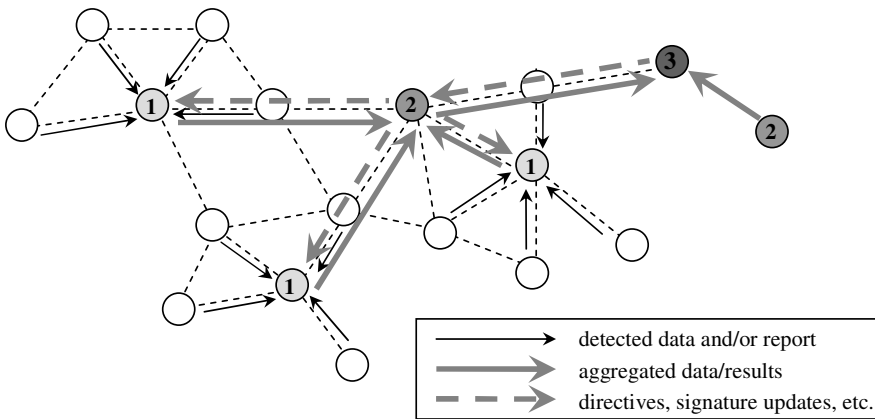 3
1
2
2
1
1
detected data and/or report
aggregated data/results
directives, signature updates, etc.